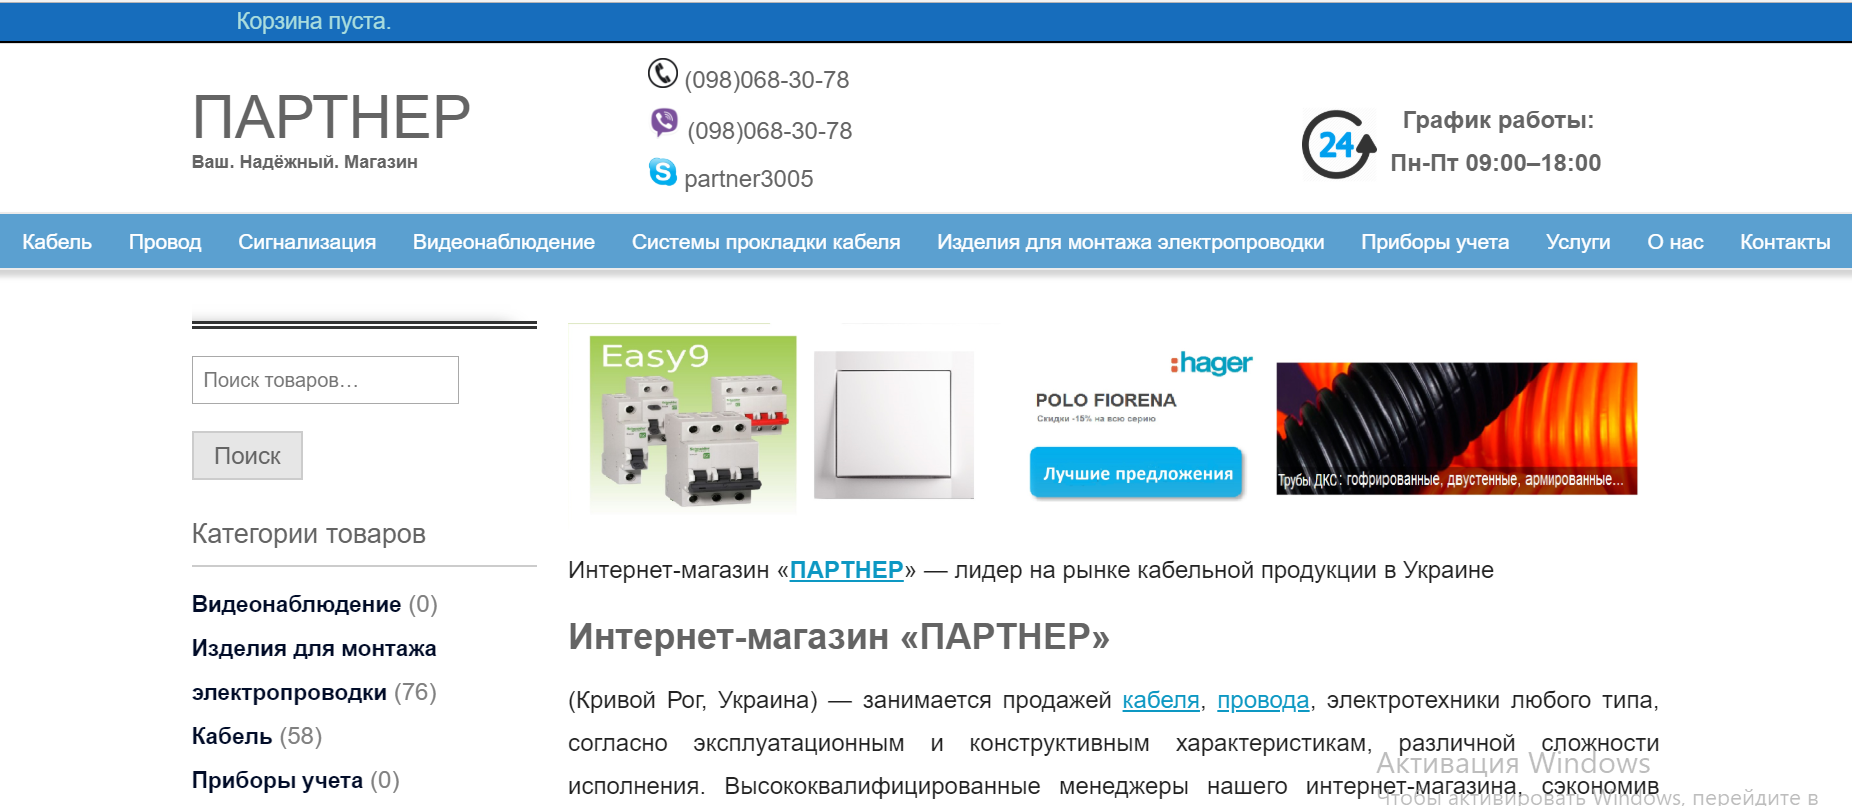 Корзина пуста.
ПАРТНЕР
Ваш. Надёжный. Магазин
(098)068-30-78
(098)068-30-78
partner3005
24
График работы:
Пн-Пт 09:00–18:00
Кабель Провод Сигнализация Видеонаблюдение Системы прокладки кабеля Изделия для монтажа электропроводки Приборы учета Услуги О нас Контакты
Поиск товаров…
Поиск
Категории товаров
Видеонаблюдение (0)
Изделия для монтажа
электропроводки (76)
Кабель (58)
Приборы учета (0)
Easy9
:hager
POLO FIORENA
Скидки -15% на всю серию
Лучшие предложения
Трубы ДКС: гофрированные, двустенные, армированные...
Интернет-магазин «ПАРТНЕР» — лидер на рынке кабельной продукции в Украине
Интернет-магазин «ПАРТНЕР»
(Кривой Рог, Украина) — занимается продажей кабеля, провода, электротехники любого типа,
согласно эксплуатационным и конструктивным характеристикам, различной сложности
исполнения. Высококвалифицированные менеджеры нашего интернет-магазина, сэкономив
Активация Windows
Чтобы активировать Windows, перейдите в